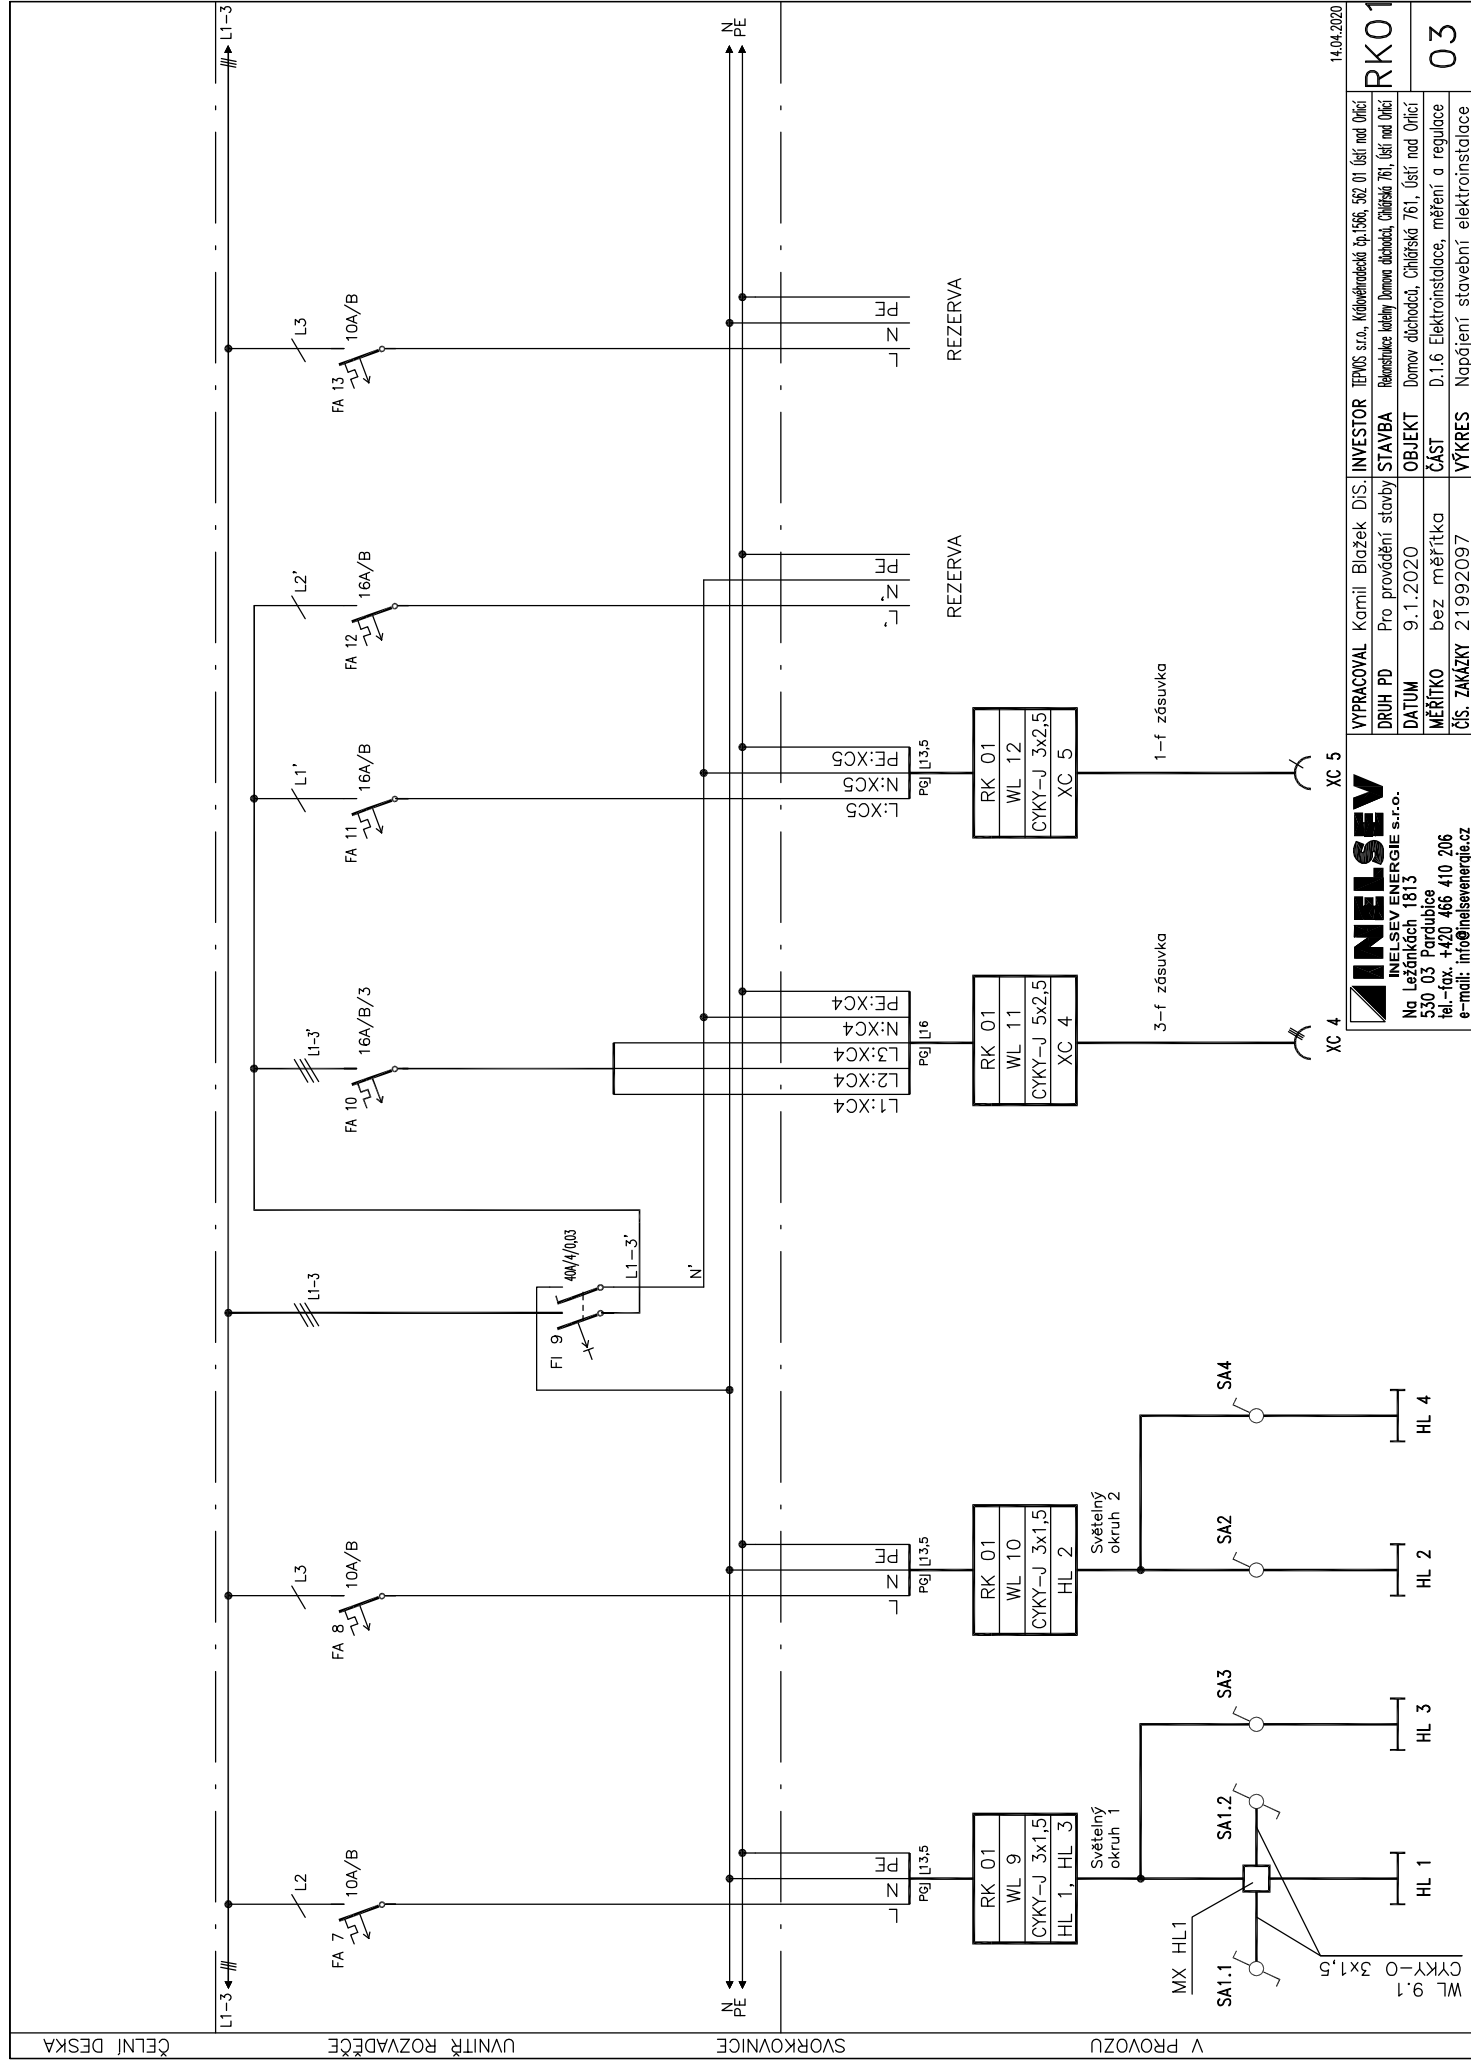 ČELNÍ DESKA
UVNITŘ ROZVADĚČE
SVORKOVNICE
V PROVOZU
L1-3
L1-3
L2
FA 7
10A/B
L3
FA 8
10A/B
L1-3
FI 9
40A/4/0,03
L1-3'
N'
L1-3'
FA 10
16A/B/3
L1'
FA 11
16A/B
L2'
FA 12
16A/B
L3
FA 13
10A/B
N
PE
N
PE
L
N
PE
PGJ L13,5
L
N
PE
PGJ L13,5
L1:XC4
L2:XC4
L3:XC4
N:XC4
PE:XC4
PGJ L16
L:XC5
N:XC5
PE:XC5
PGJ L13,5
L'
N'
PE
REZERVA
L
N
PE
REZERVA
RK 01
WL 9
CYKY-J 3x1,5
HL 1, HL 3
RK 01
WL 10
CYKY-J 3x1,5
HL 2
RK 01
WL 11
CYKY-J 5x2,5
XC 4
RK 01
WL 12
CYKY-J 3x2,5
XC 5
Světelný
okruh 1
Světelný
okruh 2
3-f zásuvka
1-f zásuvka
MX HL1
SA1.1
SA1.2
SA3
SA2
SA4
WL 9.1
CYKY-O 3x1,5
HL 1
HL 3
HL 2
HL 4
XC 4
XC 5
14.04.2020
INELSEV
INELSEV ENERGIE s.r.o.
Na Ležánkách 1813
530 03 Pardubice
tel.-fax. +420 466 410 206
e-mail: info@inelsevenergie.cz
VYPRACOVAL Kamil Blažek DiS.
DRUH PD Pro provádění stavby
DATUM 9.1.2020
MĚŘÍTKO bez měřítka
ČÍS. ZAKÁZKY 21992097
INVESTOR TEPVOS s.r.o., Královéhradecká čp.1566, 562 01 Ústí nad Orlicí
STAVBA Rekonstrukce kotelny Domova důchodců, Cihlářská 761, Ústí nad Orlicí
OBJEKT Domov důchodců, Cihlářská 761, Ústí nad Orlicí
ČÁST D.1.6 Elektroinstalace, měření a regulace
VÝKRES Napájení stavební elektroinstalace
RK01
03